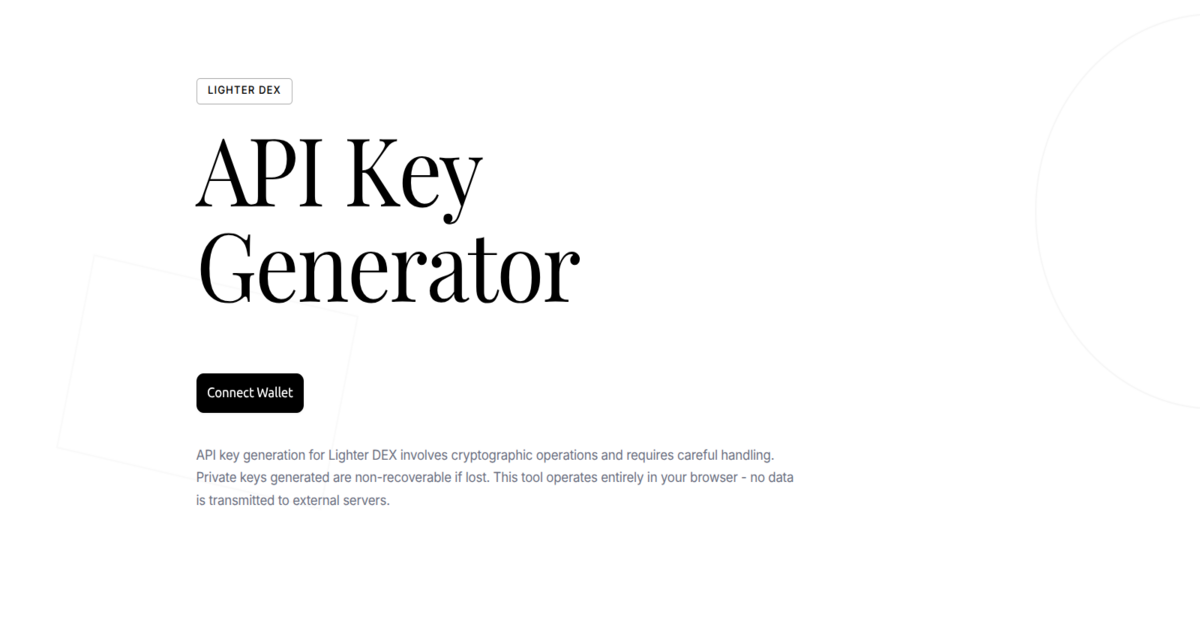 LIGHTER DEX
API Key
Generator
Connect Wallet
API key generation for Lighter DEX involves cryptographic operations and requires careful handling.
Private keys generated are non-recoverable if lost. This tool operates entirely in your browser - no data
is transmitted to external servers.